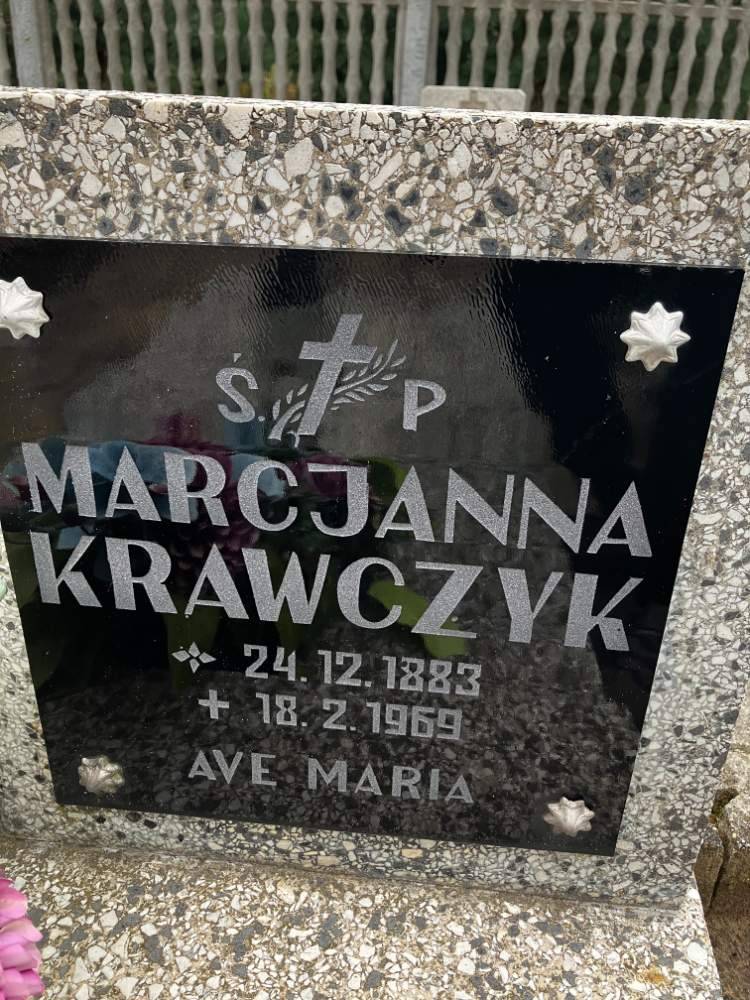 Ś. P
MARCJANNA
KRAWCZYK
24.12.1883
18.2.1969
AVE MARIA